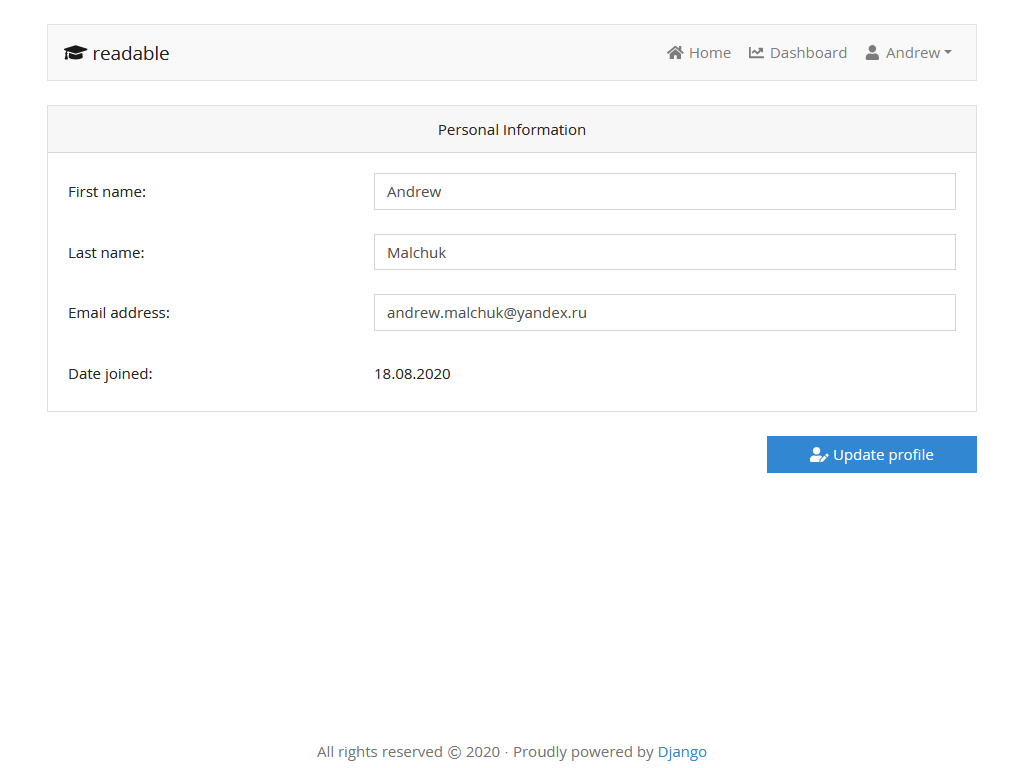 readable Home Dashboard Andrew
Personal Information
First name: Andrew
Last name: Malchuk
Email address: andrew.malchuk@yandex.ru
Date joined: 18.08.2020
Update profile
All rights reserved © 2020 · Proudly powered by Django